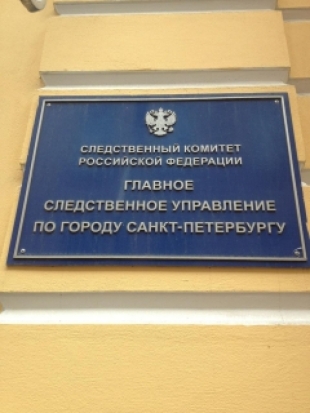 СЛЕДСТВЕННЫЙ КОМИТЕТ
РОССИЙСКОЙ ФЕДЕРАЦИИ
ГЛАВНОЕ
СЛЕДСТВЕННОЕ УПРАВЛЕНИЕ
ПО ГОРОДУ САНКТ-ПЕТЕРБУРГУ